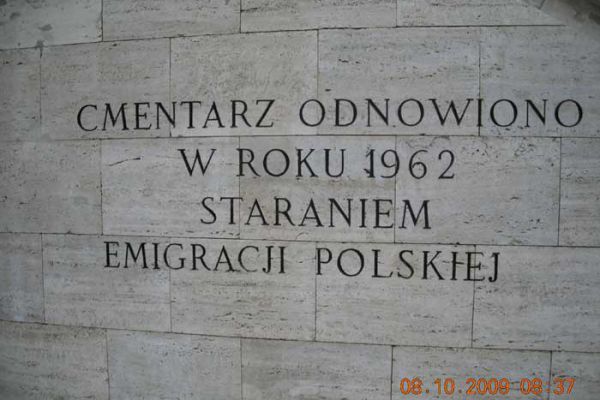 CMENTARZ ODNOWIONO
W ROKU 1962
STARANIEM
EMIGRACJI POLSKIEJ
08.10.2009 08:37